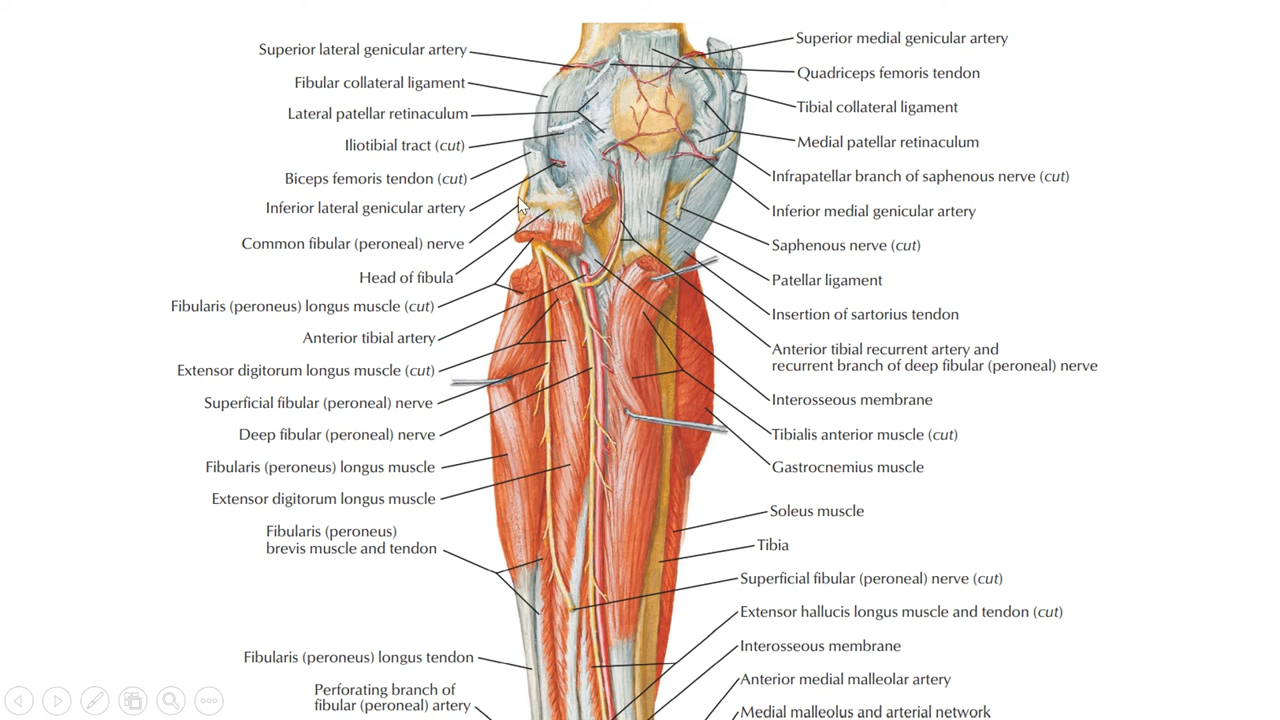 Superior lateral genicular artery
Fibular collateral ligament
Lateral patellar retinaculum
Iliotibial tract (cut)
Biceps femoris tendon (cut)
Inferior lateral genicular artery
Common fibular (peroneal) nerve
Head of fibula
Fibularis (peroneus) longus muscle (cut)
Anterior tibial artery
Extensor digitorum longus muscle (cut)
Superficial fibular (peroneal) nerve
Deep fibular (peroneal) nerve
Fibularis (peroneus) longus muscle
Extensor digitorum longus muscle
Fibularis (peroneus)
brevis muscle and tendon
Fibularis (peroneus) longus tendon
Perforating branch of
fibular (peroneal) artery
Superior medial genicular artery
Quadriceps femoris tendon
Tibial collateral ligament
Medial patellar retinaculum
Infrapatellar branch of saphenous nerve (cut)
Inferior medial genicular artery
Saphenous nerve (cut)
Patellar ligament
Insertion of sartorius tendon
Anterior tibial recurrent artery and
recurrent branch of deep fibular (peroneal) nerve
Interosseous membrane
Tibialis anterior muscle (cut)
Gastrocnemius muscle
Soleus muscle
Tibia
Superficial fibular (peroneal) nerve (cut)
Extensor hallucis longus muscle and tendon (cut)
Interosseous membrane
Anterior medial malleolar artery
Medial malleolus and arterial network